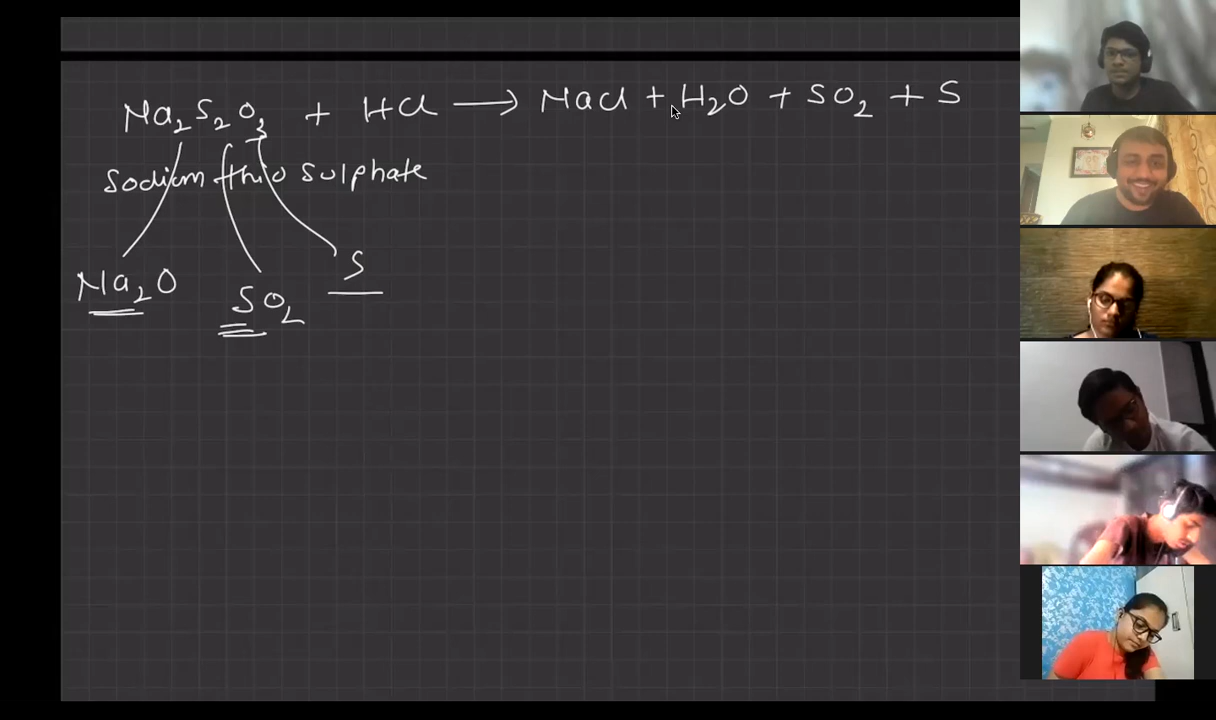 Na₂S₂O₃ + HCl ⟶ NaCl + H₂O + SO₂ + S
Sodium thio sulphate
Na₂O SO₂ S